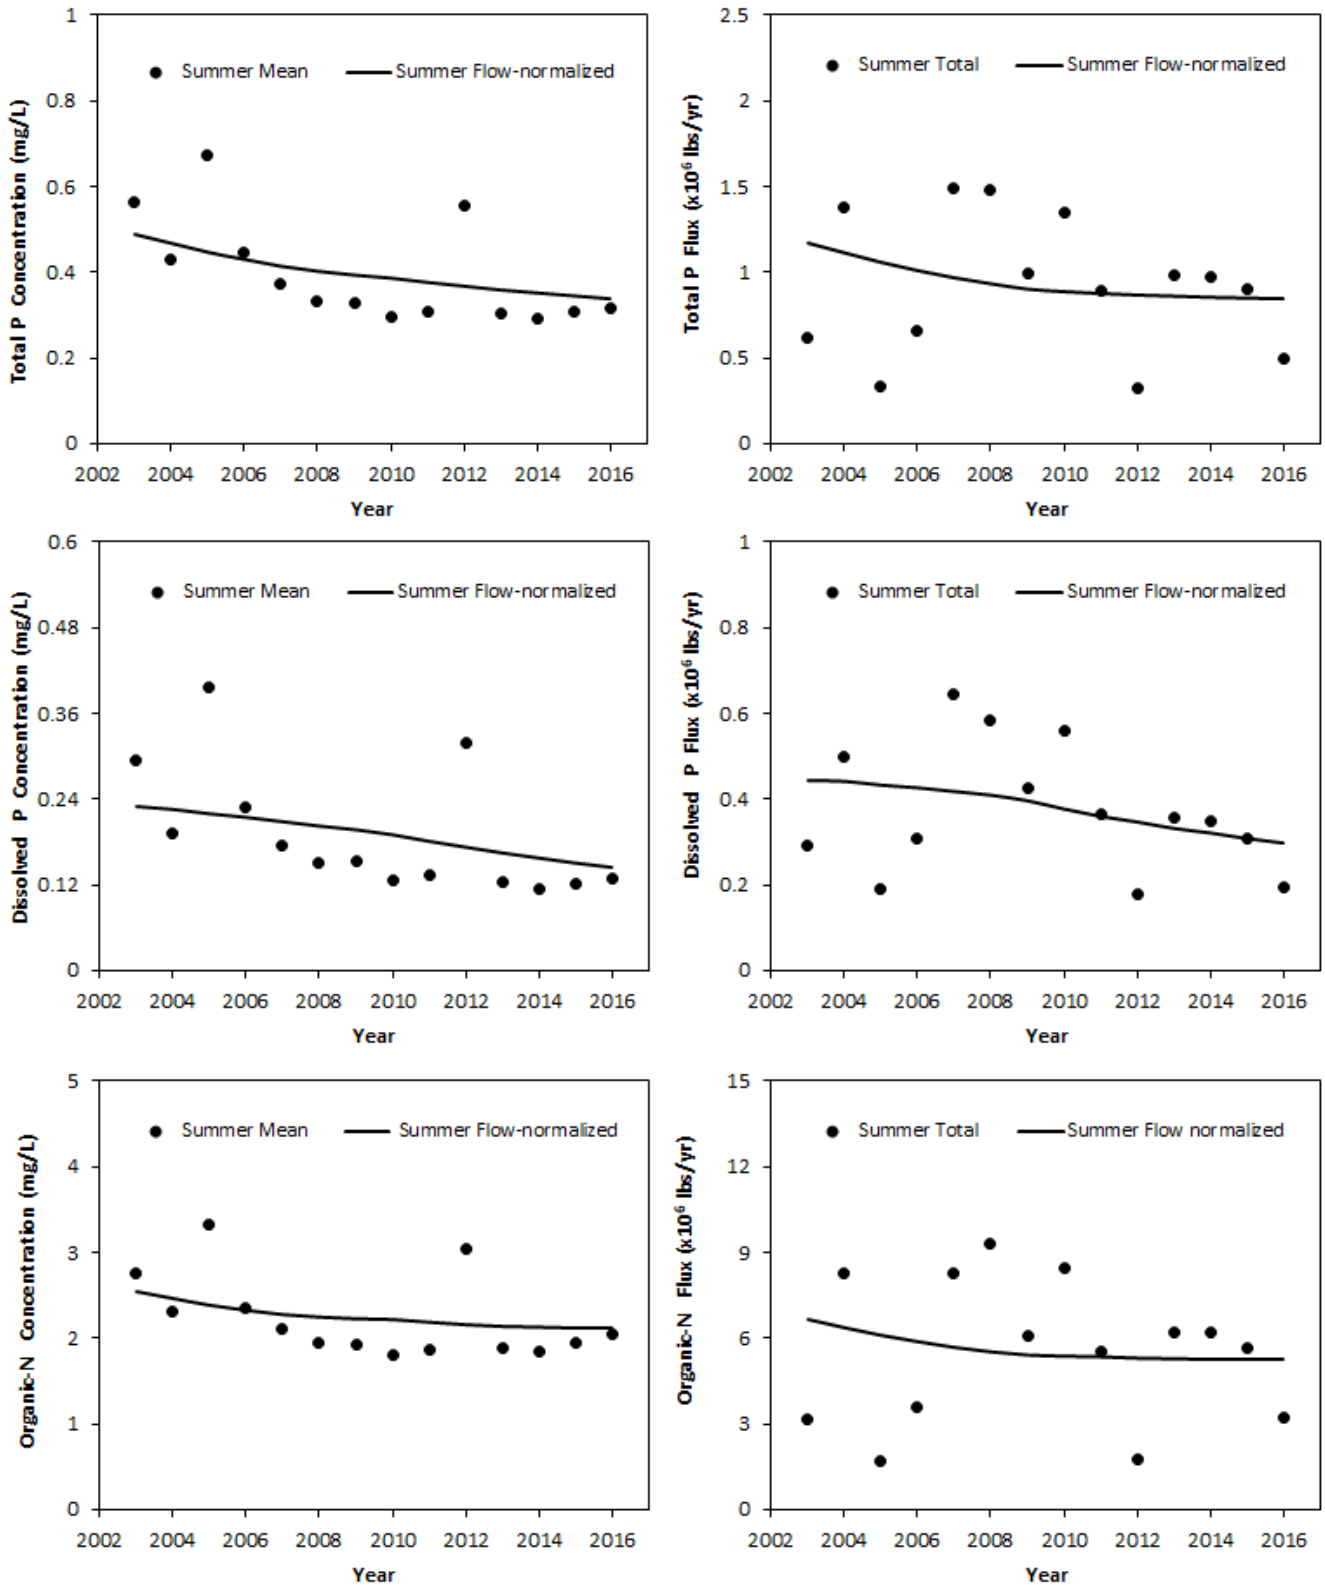 Total P Concentration (mg/L)
1
0.8
0.6
0.4
0.2
0
Summer Mean Summer Flow-normalized
2002 2004 2006 2008 2010 2012 2014 2016
Year
Total P Flux (x10⁶ lbs/yr)
2.5
2
1.5
1
0.5
0
Summer Total Summer Flow-normalized
2002 2004 2006 2008 2010 2012 2014 2016
Year
Dissolved P Concentration (mg/L)
0.6
0.48
0.36
0.24
0.12
0
Summer Mean Summer Flow-normalized
2002 2004 2006 2008 2010 2012 2014 2016
Year
Dissolved P Flux (x10⁶ lbs/yr)
1
0.8
0.6
0.4
0.2
0
Summer Total Summer Flow-normalized
2002 2004 2006 2008 2010 2012 2014 2016
Year
Organic-N Concentration (mg/L)
5
4
3
2
1
0
Summer Mean Summer Flow-normalized
2002 2004 2006 2008 2010 2012 2014 2016
Year
Organic-N Flux (x10⁶ lbs/yr)
15
12
9
6
3
0
Summer Total Summer Flow normalized
2002 2004 2006 2008 2010 2012 2014 2016
Year